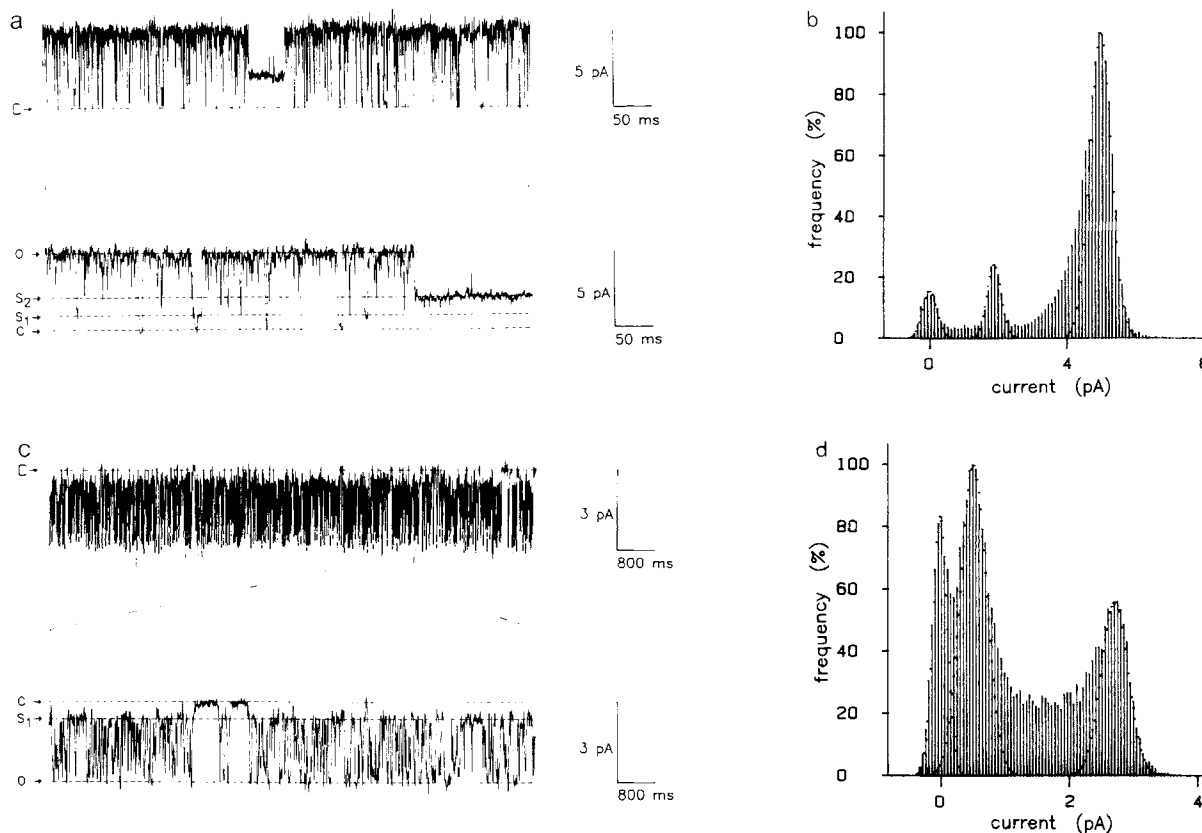 a
C→
5 pA
50 ms
O→
S2→
S1→
C→
5 pA
50 ms
b
100
80
60
40
20
0
frequency (%)
0 4 8
current (pA)
c
C→
3 pA
800 ms
C→
S1→
O→
3 pA
800 ms
d
100
80
60
40
20
0
frequency (%)
0 2 4
current (pA)